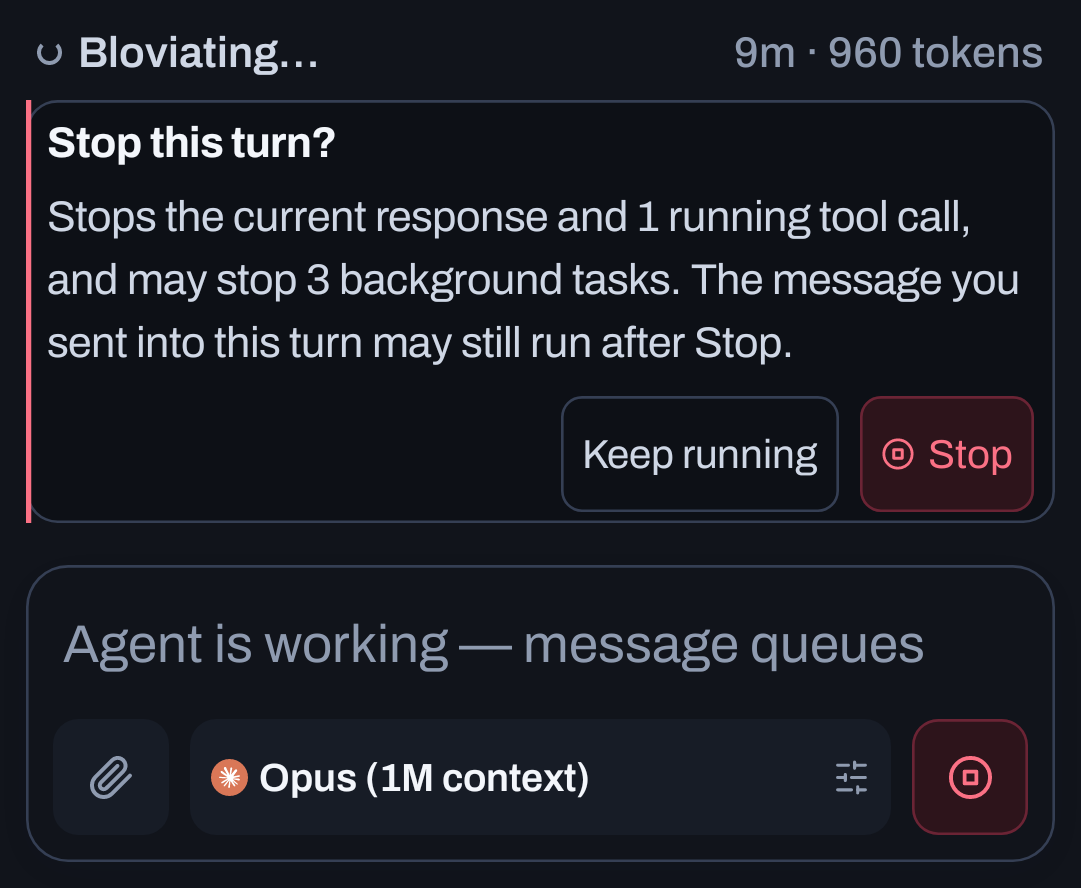 Bloviating...
9m · 960 tokens
Stop this turn?
Stops the current response and 1 running tool call,
and may stop 3 background tasks. The message you
sent into this turn may still run after Stop.
Keep running
Stop
Agent is working — message queues
Opus (1M context)